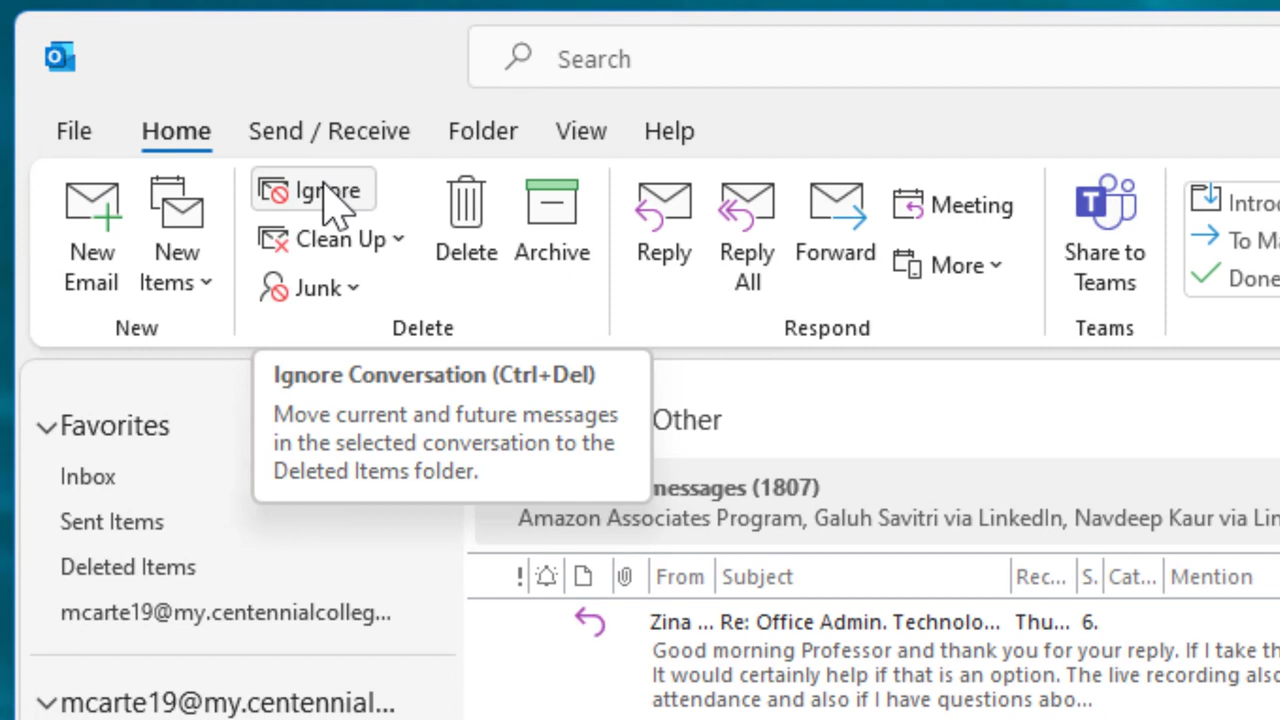 Search
File Home Send / Receive Folder View Help
New Email
New Items
Ignore
Clean Up
Junk
Delete
Archive
Reply
Reply All
Forward
Meeting
More
Share to Teams
To
Done
New Delete Respond Teams
Ignore Conversation (Ctrl+Del)
Move current and future messages
in the selected conversation to the
Deleted Items folder.
Favorites
Inbox
Sent Items
Deleted Items
mcarte19@my.centennialcolleg...
mcarte19@my.centennial...
Other
messages (1807)
Amazon Associates Program, Galuh Savitri via LinkedIn, Navdeep Kaur via
! From Subject Rec... S. Cat... Mention
Zina ... Re: Office Admin. Technolo... Thu... 6.
Good morning Professor and thank you for your reply. If I take
It would certainly help if that is an option. The live recording
attendance and also if I have questions abo...